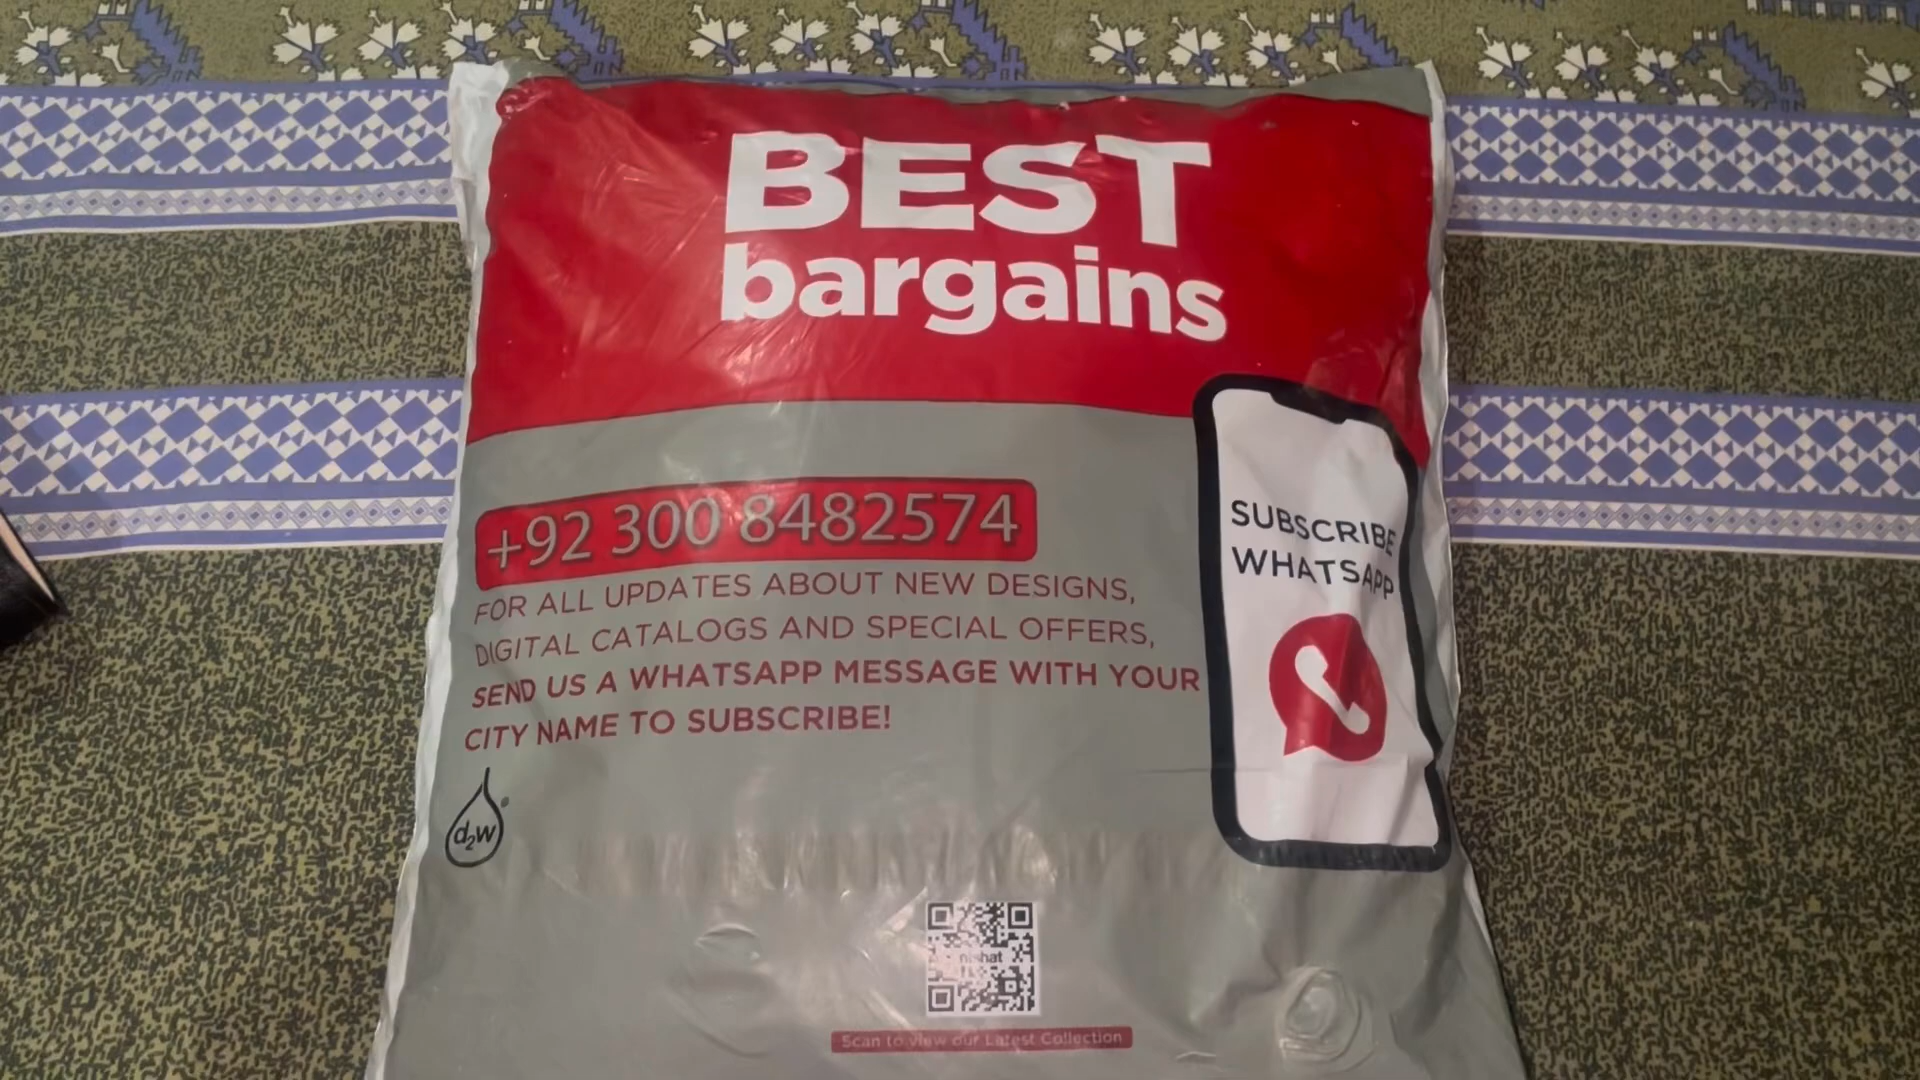 BEST
bargains
+92 300 8482574
FOR ALL UPDATES ABOUT NEW DESIGNS,
DIGITAL CATALOGS AND SPECIAL OFFERS,
SEND US A WHATSAPP MESSAGE WITH YOUR
CITY NAME TO SUBSCRIBE!
SUBSCRIBE
WHATSAPP
d₂w®
nishat
Scan to view our Latest Collection